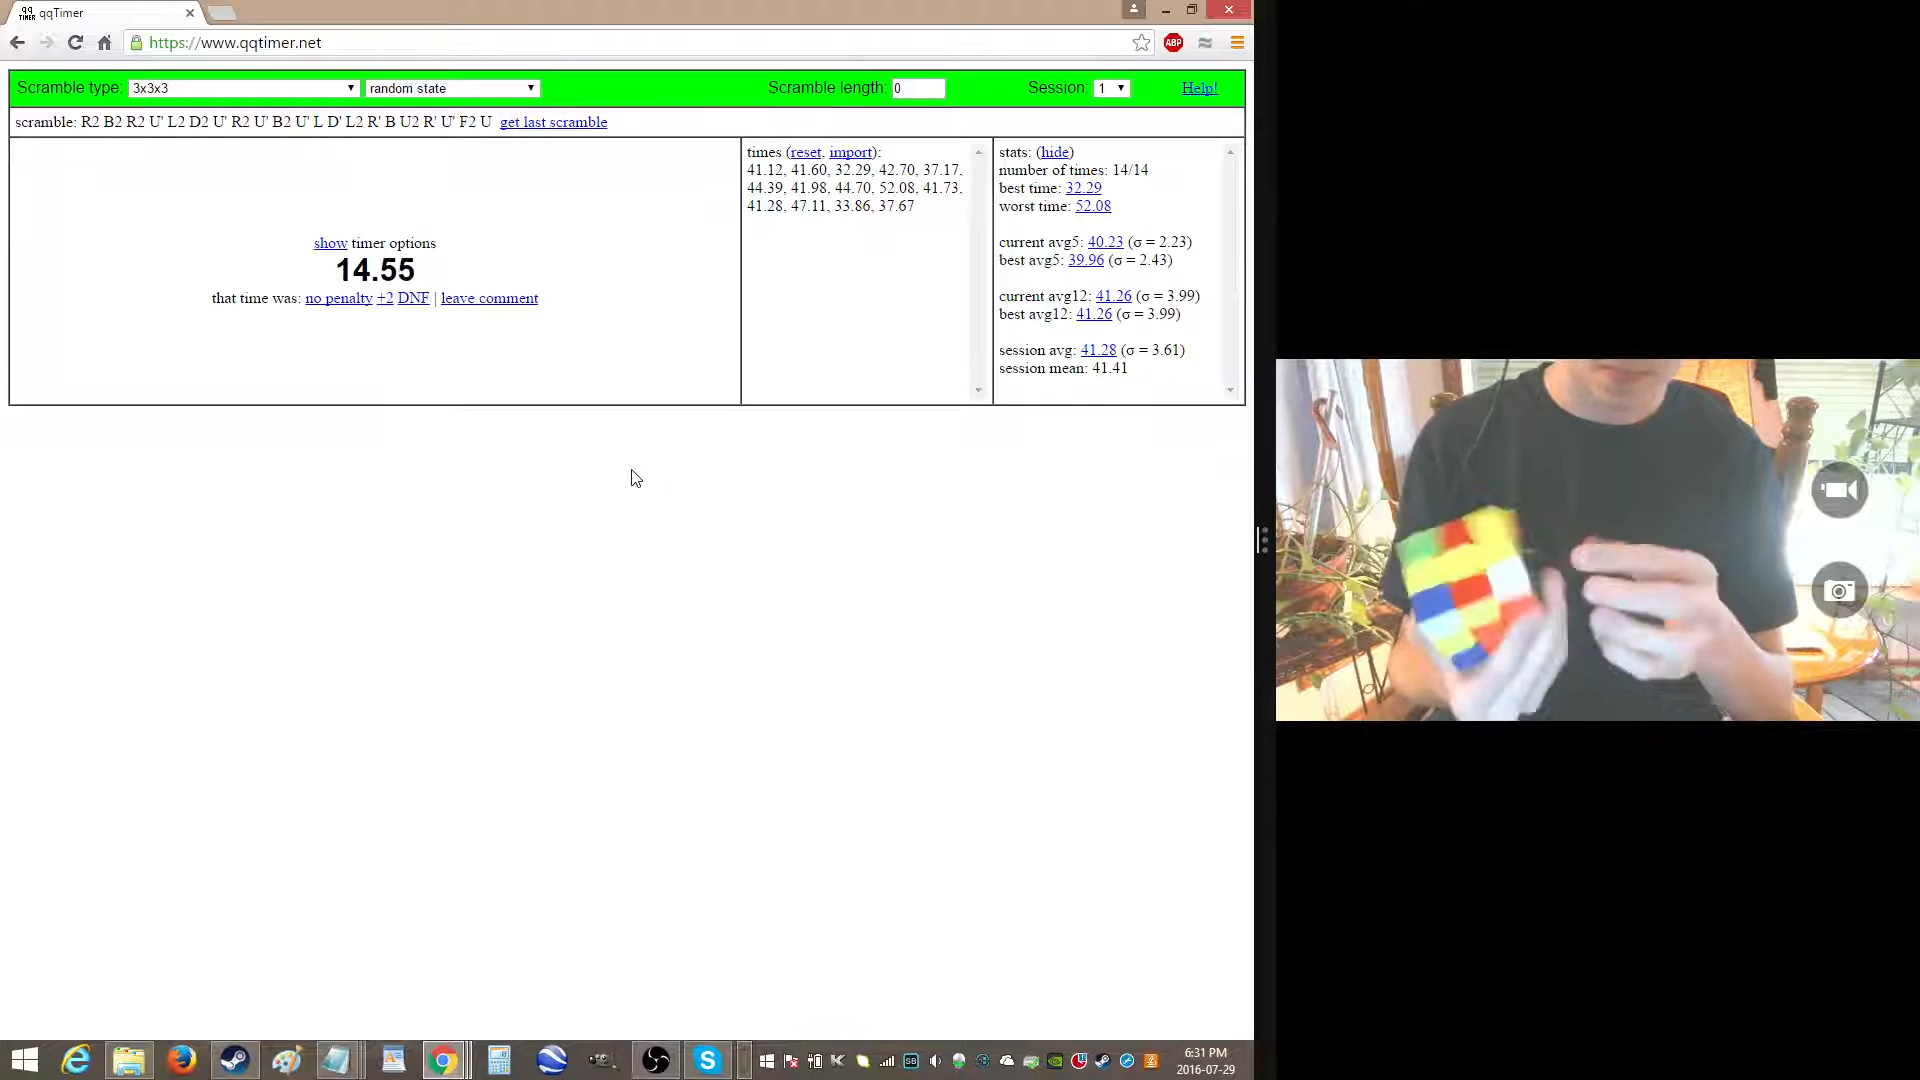 qqTimer
https://www.qqtimer.net
ABP
Scramble type: 3x3x3 random state Scramble length: 0 Session: 1 Help!
scramble: R2 B2 R2 U' L2 D2 U' R2 U' B2 U' L D' L2 R' B U2 R' U' F2 U get last scramble
show timer options
14.55
that time was: no penalty +2 DNF | leave comment
times (reset, import):
41.12, 41.60, 32.29, 42.70, 37.17,
44.39, 41.98, 44.70, 52.08, 41.73,
41.28, 47.11, 33.86, 37.67
stats: (hide)
number of times: 14/14
best time: 32.29
worst time: 52.08
current avg5: 40.23 (σ = 2.23)
best avg5: 39.96 (σ = 2.43)
current avg12: 41.26 (σ = 3.99)
best avg12: 41.26 (σ = 3.99)
session avg: 41.28 (σ = 3.61)
session mean: 41.41
6:31 PM
2016-07-29